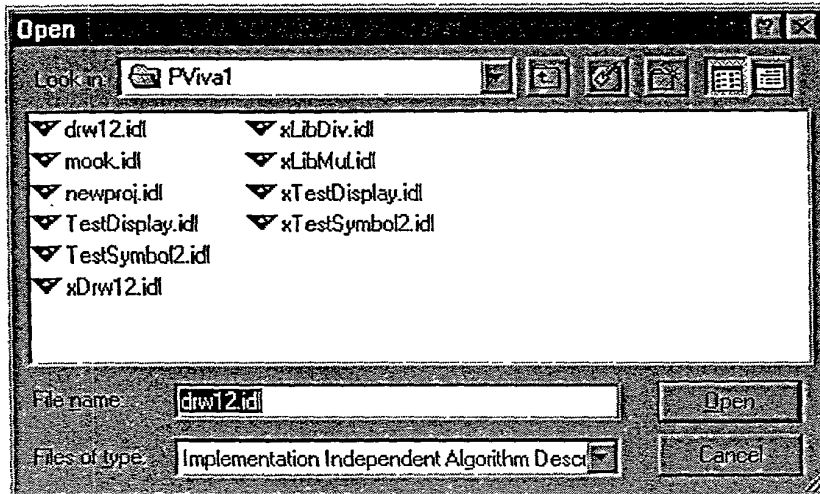 Open
Look in: PViva1
drw12.idl
mook.idl
newproj.idl
TestDisplay.idl
TestSymbol2.idl
xDrw12.idl
xLibDiv.idl
xLibMul.idl
xTestDisplay.idl
xTestSymbol2.idl
File name: drw12.idl
Open
Files of type: Implementation Independent Algorithm Descr
Cancel